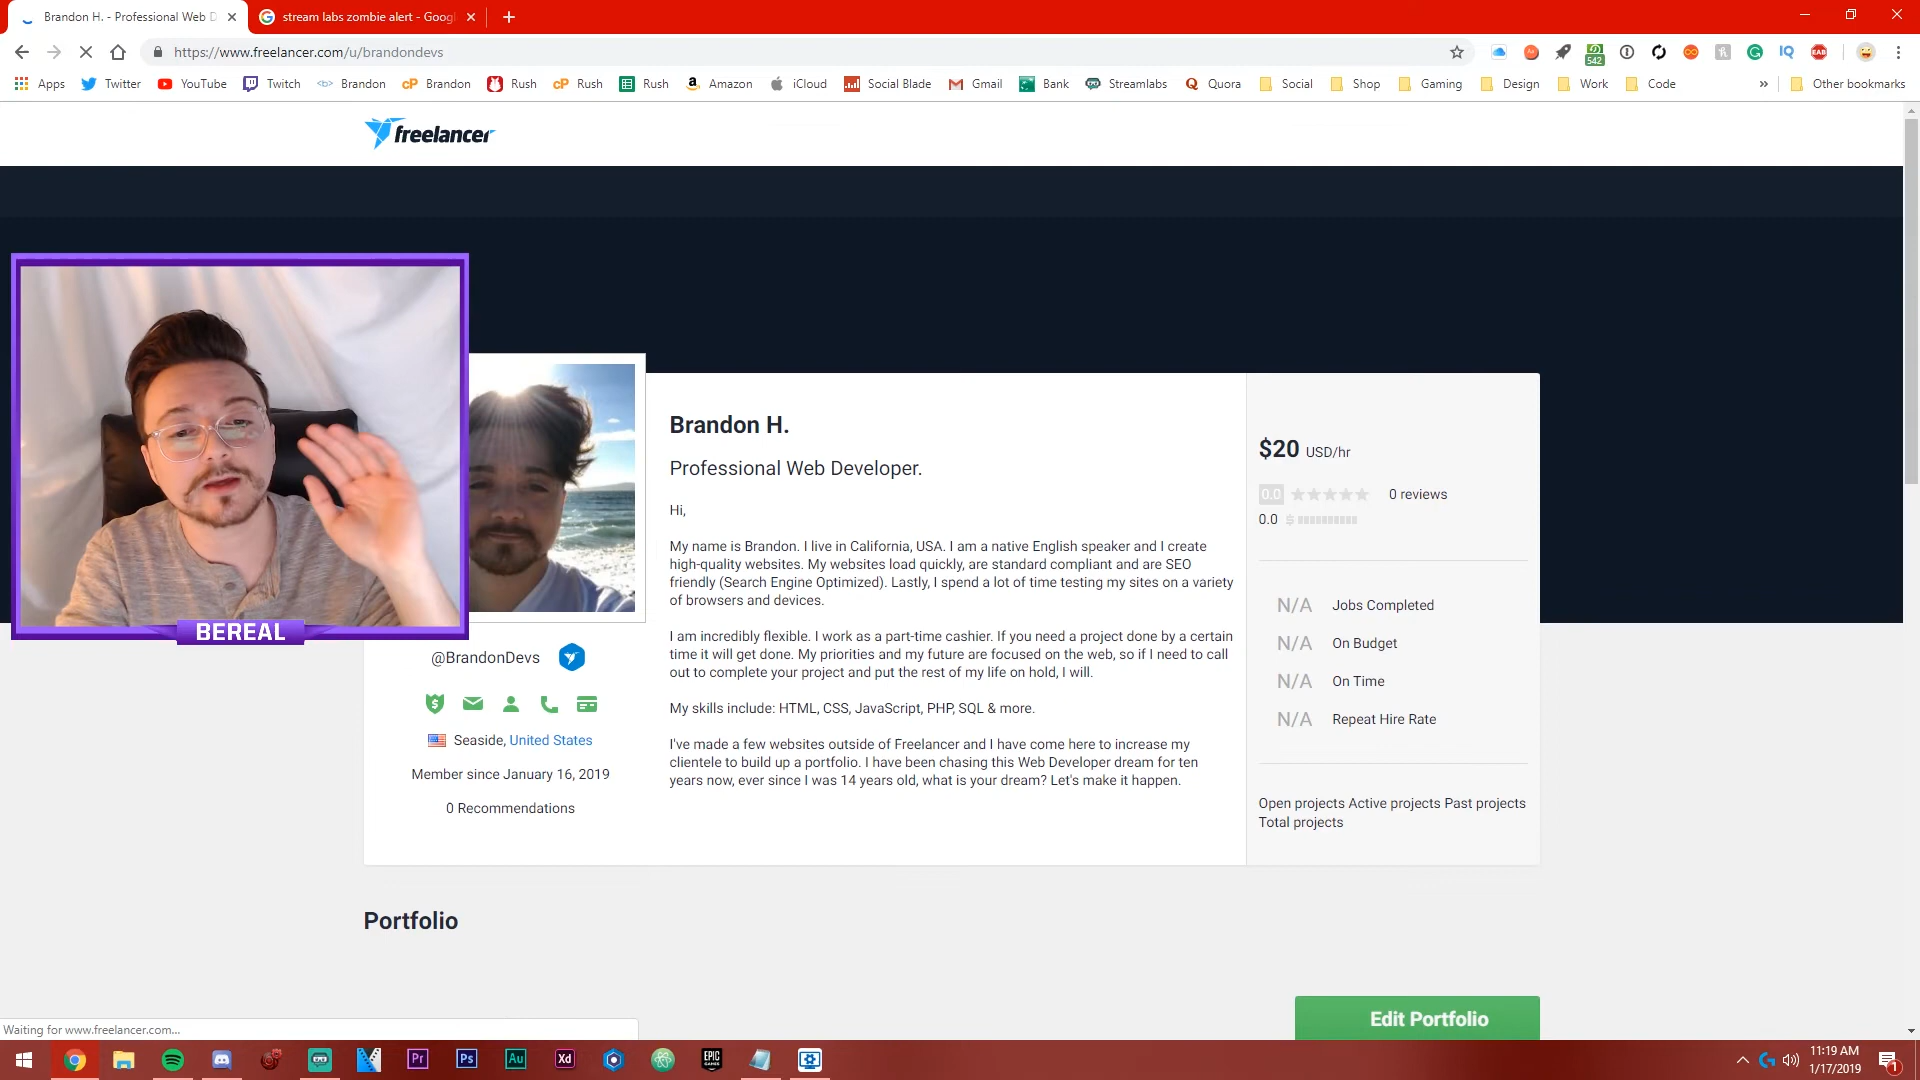 Brandon H. - Professional Web D
stream labs zombie alert - Goog
https://www.freelancer.com/u/brandondevs
542
Apps
Twitter
YouTube
Twitch
Brandon
cP Brandon
Rush
cP Rush
Rush
Amazon
iCloud
Social Blade
Gmail
Bank
Streamlabs
Quora
Social
Shop
Gaming
Design
Work
Code
Other bookmarks
freelancer
BEREAL
@BrandonDevs
Seaside, United States
Member since January 16, 2019
0 Recommendations
Brandon H.
Professional Web Developer.
Hi,
My name is Brandon. I live in California, USA. I am a native English speaker and I create
high-quality websites. My websites load quickly, are standard compliant and are SEO
friendly (Search Engine Optimized). Lastly, I spend a lot of time testing my sites on a variety
of browsers and devices.
I am incredibly flexible. I work as a part-time cashier. If you need a project done by a certain
time it will get done. My priorities and my future are focused on the web, so if I need to call
out to complete your project and put the rest of my life on hold, I will.
My skills include: HTML, CSS, JavaScript, PHP, SQL & more.
I've made a few websites outside of Freelancer and I have come here to increase my
clientele to build up a portfolio. I have been chasing this Web Developer dream for ten
years now, ever since I was 14 years old, what is your dream? Let's make it happen.
$20 USD/hr
0.0 0 reviews
0.0 $
N/A Jobs Completed
N/A On Budget
N/A On Time
N/A Repeat Hire Rate
Open projects Active projects Past projects
Total projects
Portfolio
Edit Portfolio
Waiting for www.freelancer.com...
Pr
Ps
Au
Xd
EPIC
GAMES
11:19 AM
1/17/2019
1